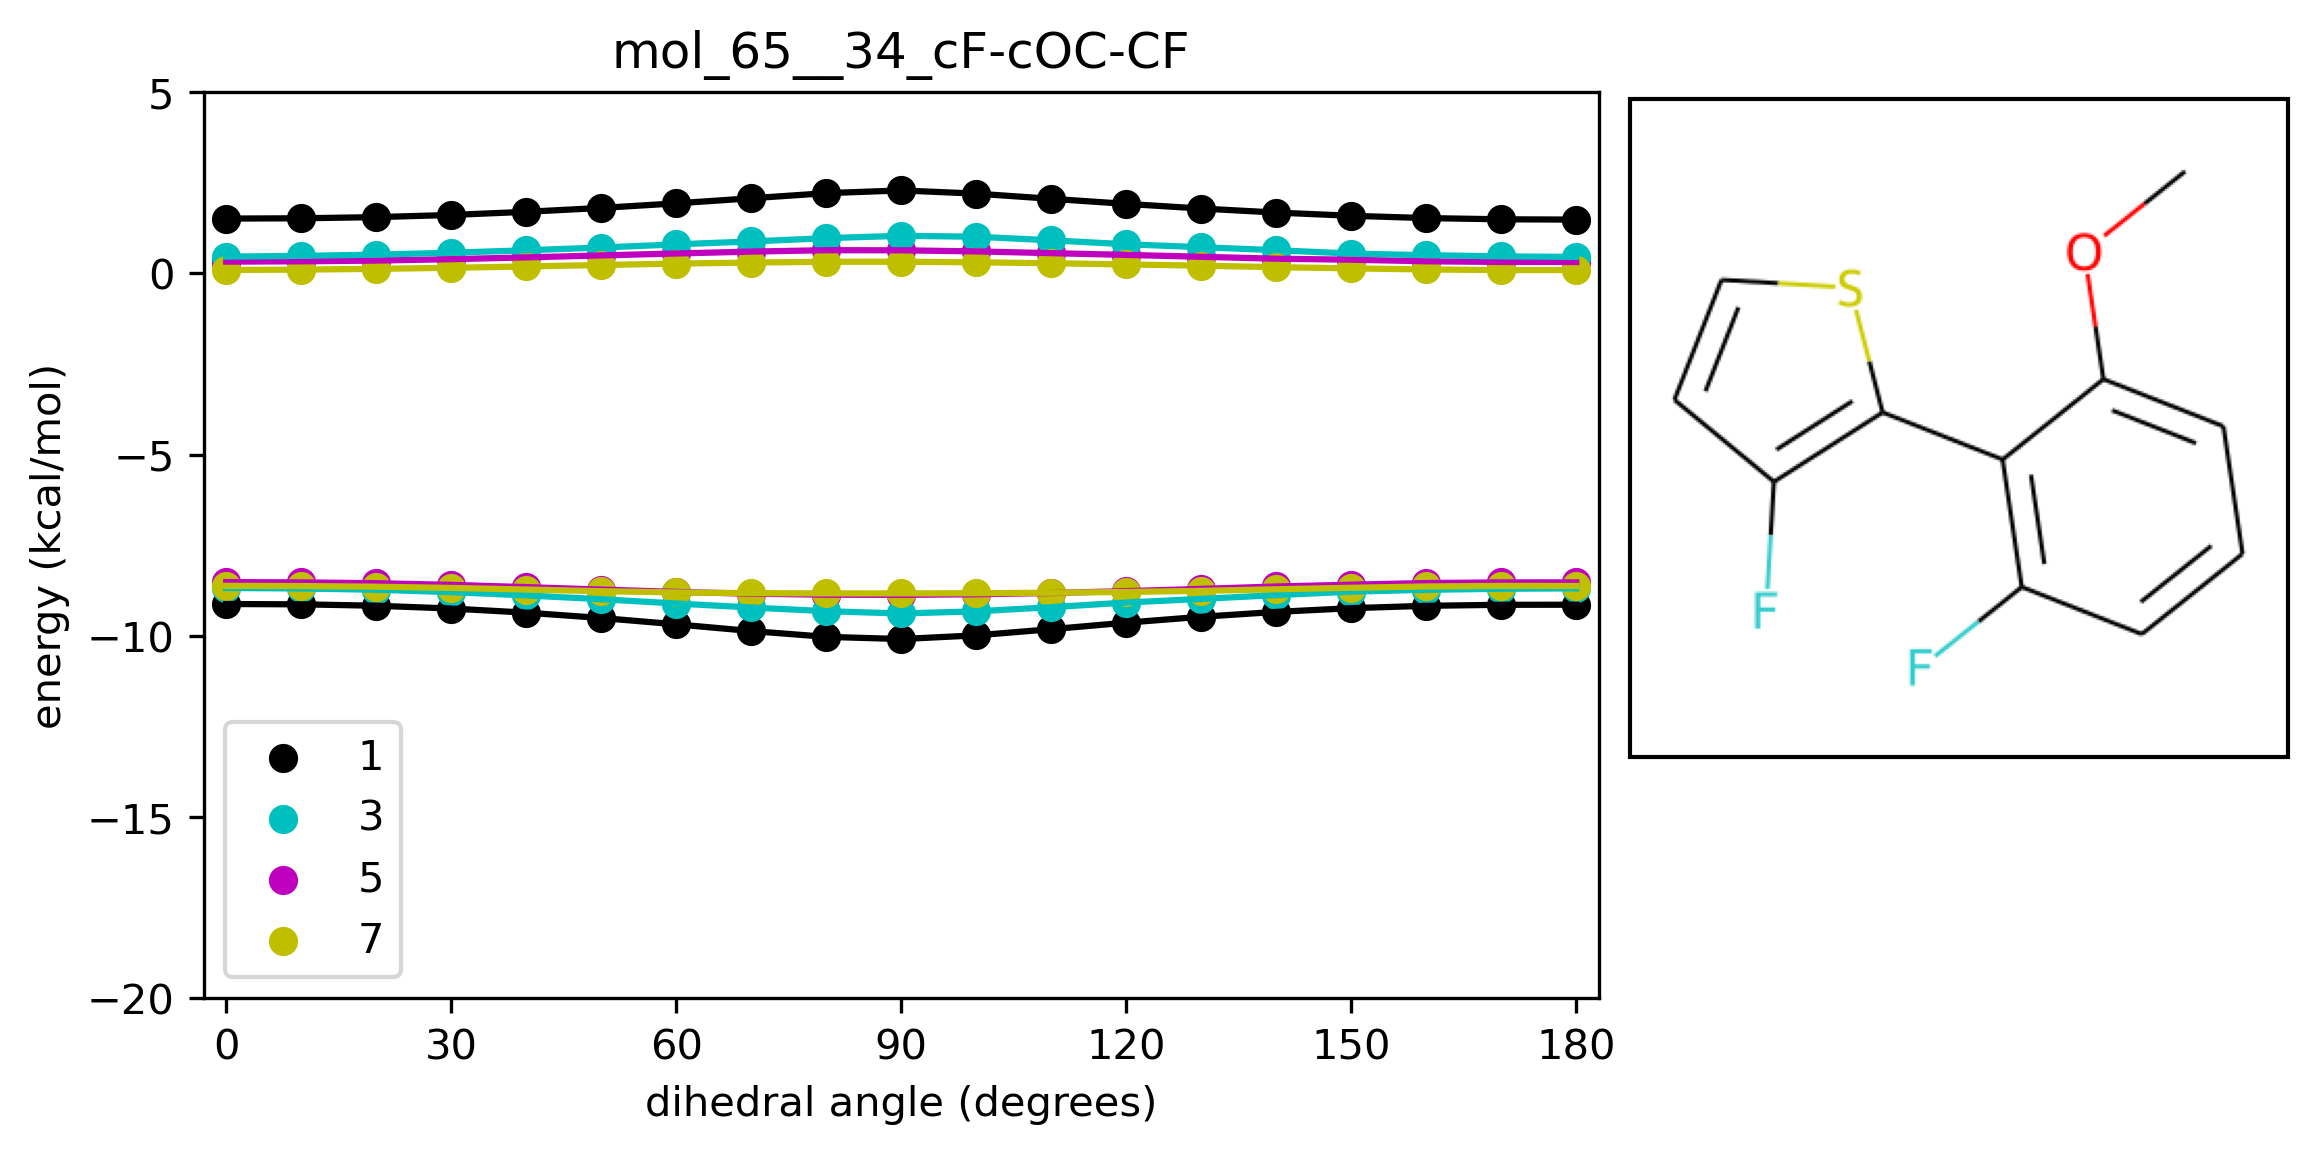 mol_65__34_cF-cOC-CF
energy (kcal/mol)
5
0
−5
−10
−15
−20
1
3
5
7
0 30 60 90 120 150 180
dihedral angle (degrees)
O
S
F
F